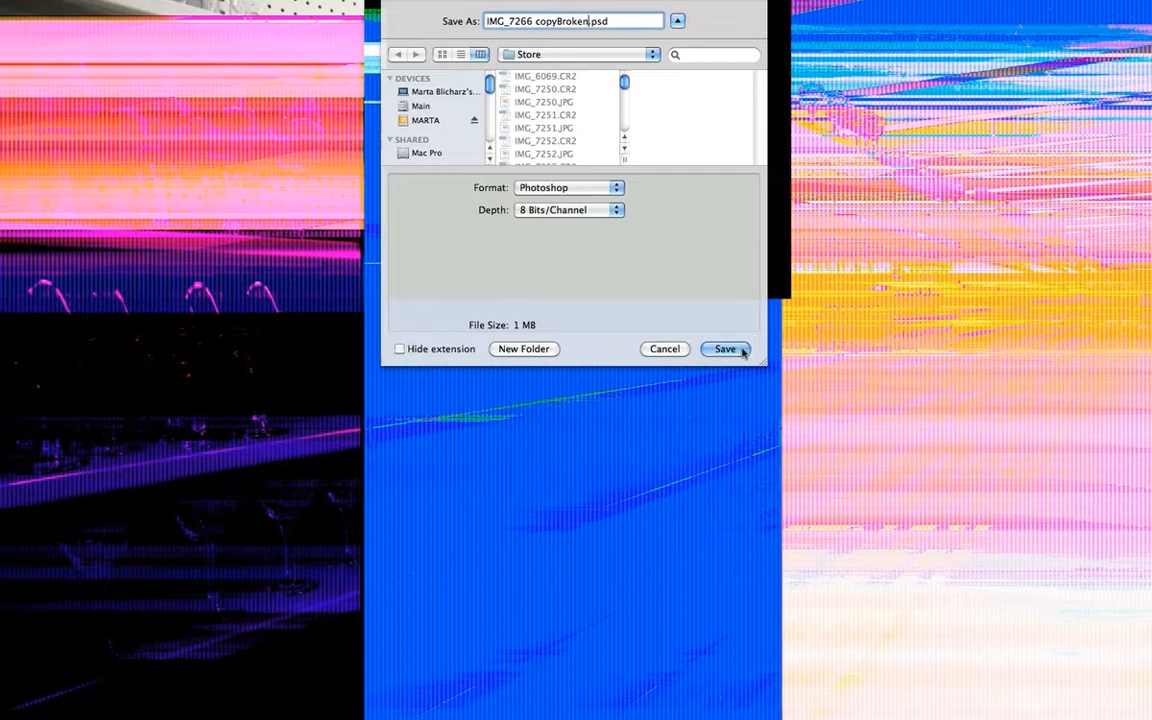 Save As: IMG_7266 copyBroken.psd
Store
DEVICES
Marta Blicharz's...
Main
MARTA
SHARED
Mac Pro
IMG_6069.CR2
IMG_7250.CR2
IMG_7250.JPG
IMG_7251.CR2
IMG_7251.JPG
IMG_7252.CR2
IMG_7252.JPG
Format: Photoshop
Depth: 8 Bits/Channel
File Size: 1 MB
Hide extension New Folder Cancel Save